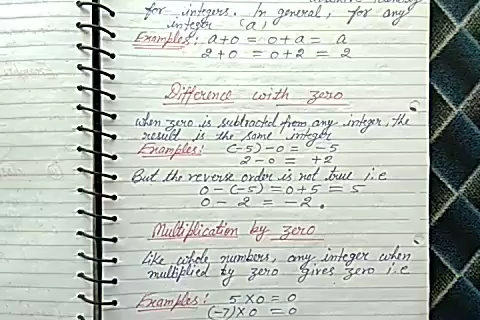 for integers. In general, for any
integer (a)
Examples: a+0 = 0+a = a
2+0 = 0+2 = 2
Difference with zero
when zero is subtracted from any integer, the
result is the same integer
Examples: (-5)-0 = -5
2-0 = +2
But the reverse order is not true i.e
0-(-5) = 0+5 = 5
0-2 = -2.
Multiplication by zero
Like whole numbers, any integer when
multiplied by zero gives zero i.e
Examples: 5×0 = 0
(-7)×0 = 0